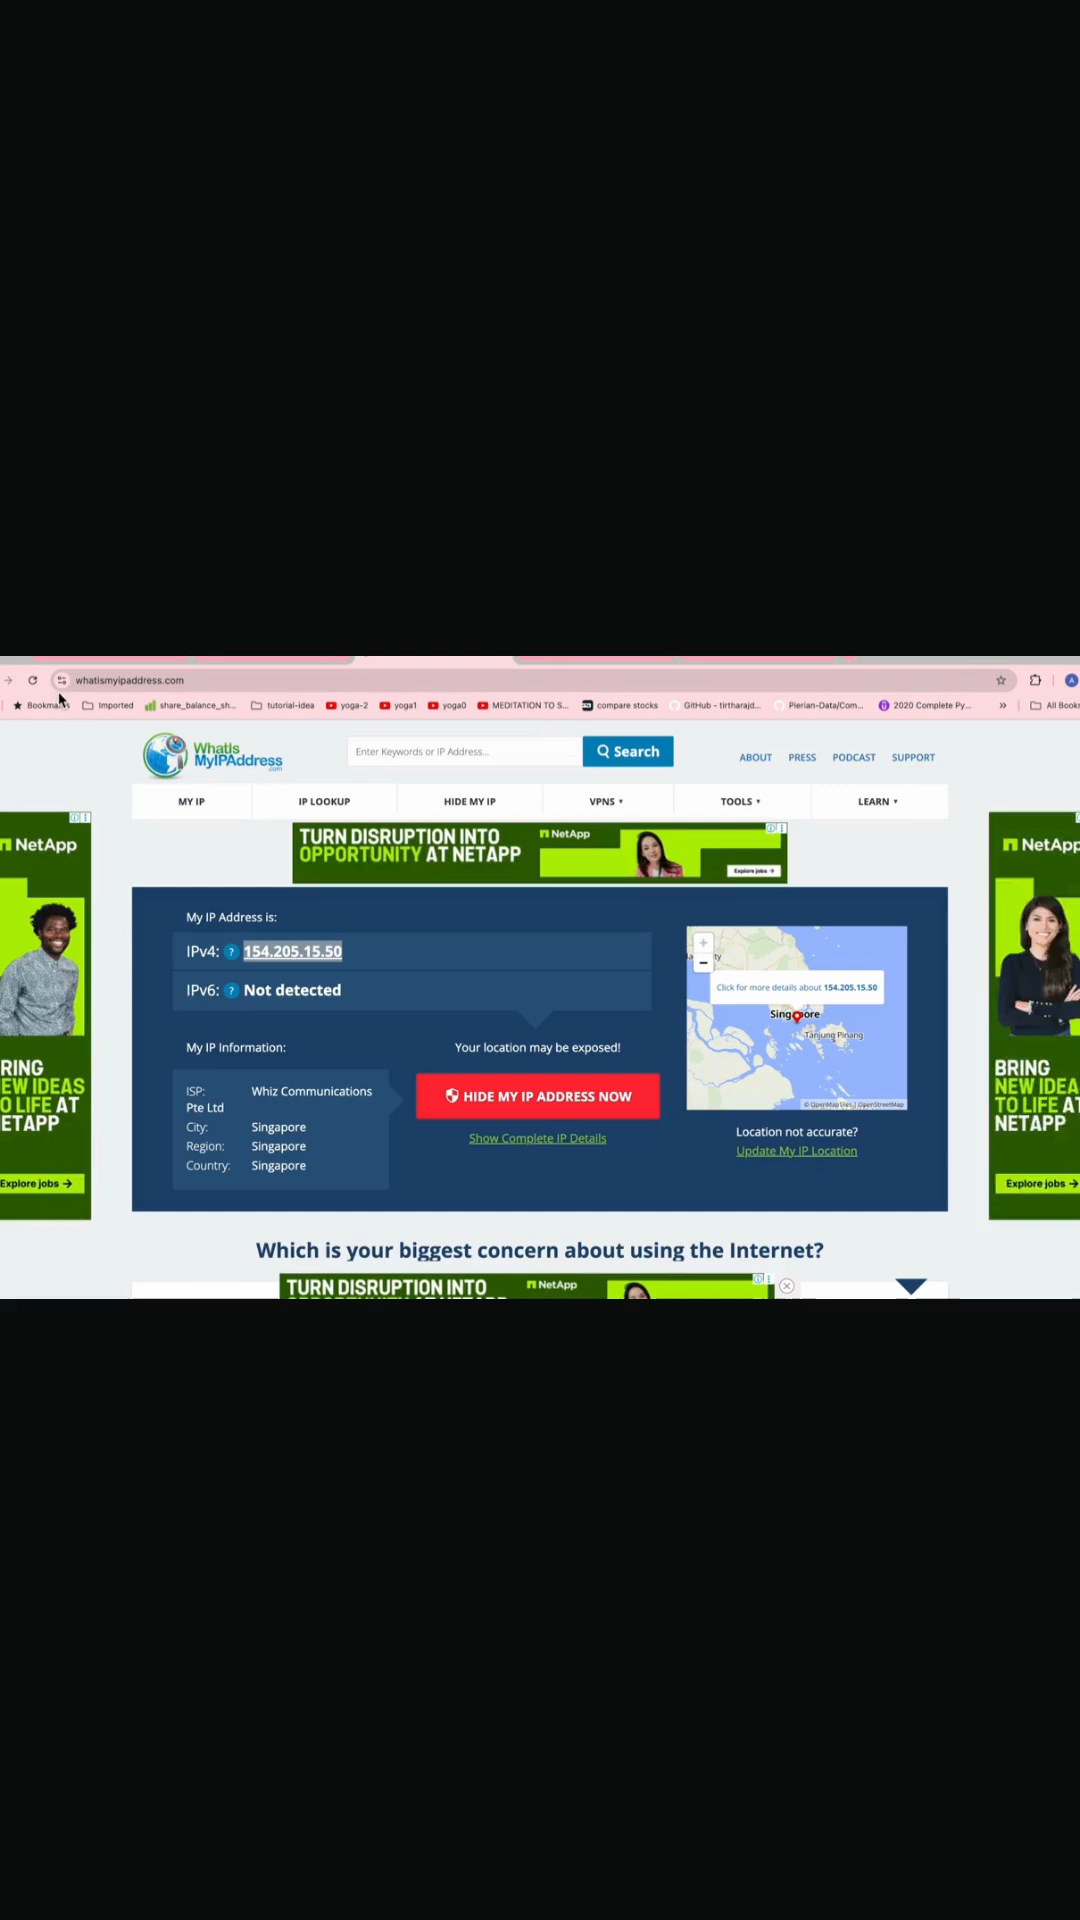 whatismyipaddress.com
A
Imported
share_balance_sh...
tutorial-idea
yoga-2
yoga1
yoga0
MEDITATION TO S...
compare stocks
GitHub - tirtharajd...
Pierian-Data/Com...
2020 Complete Py...
»
All Bookm
WhatIs
MyIPAddress
.com
Enter Keywords or IP Address...
Search
ABOUT
PRESS
PODCAST
SUPPORT
MY IP
IP LOOKUP
HIDE MY IP
VPNS
TOOLS
LEARN
NetApp
RING
EW IDEAS
O LIFE AT
ETAPP
Explore jobs →
TURN DISRUPTION INTO
OPPORTUNITY AT NETAPP
NetApp
Explore jobs →
NetApp
BRING
NEW IDEA
TO LIFE AT
NETAPP
Explore jobs →
My IP Address is:
IPv4: ? 154.205.15.50
IPv6: ? Not detected
My IP Information:
ISP: Whiz Communications
Pte Ltd
City: Singapore
Region: Singapore
Country: Singapore
Your location may be exposed!
HIDE MY IP ADDRESS NOW
Show Complete IP Details
+
−
Click for more details about 154.205.15.50
Tanjung Pinang
© OpenMapTiles | OpenStreetMap
Location not accurate?
Update My IP Location
Which is your biggest concern about using the Internet?
TURN DISRUPTION INTO
NetApp